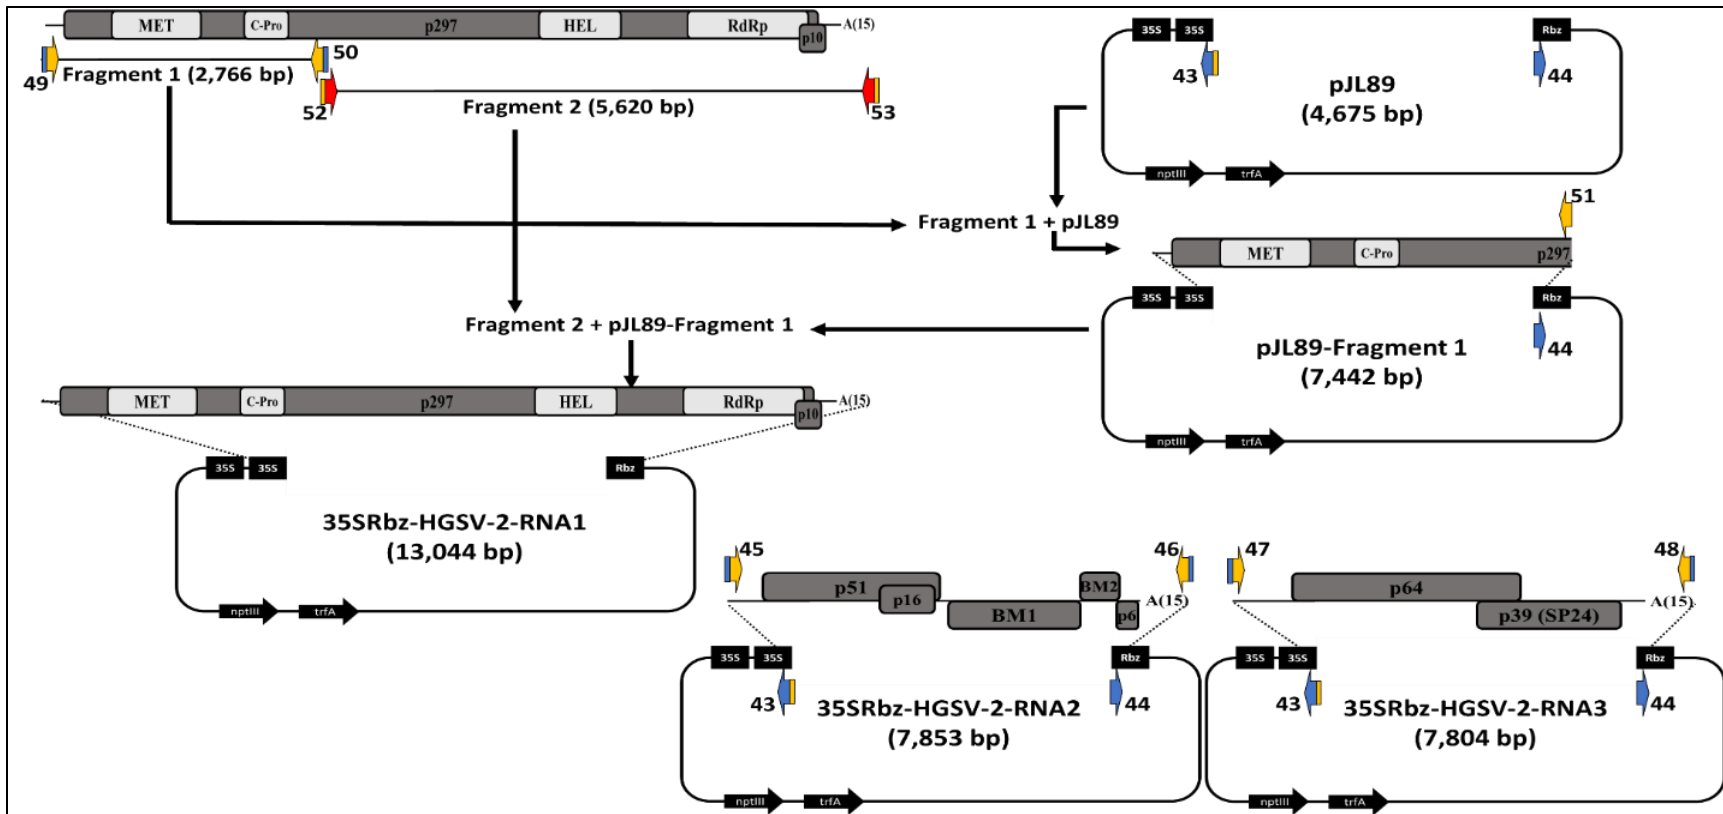 MET
C-Pro
p297
HEL
RdRp
p10
A(15)
49
Fragment 1 (2,766 bp)
50
52
Fragment 2 (5,620 bp)
53
35S
35S
Rbz
43
44
pJL89
(4,675 bp)
nptIII
trfA
Fragment 1 + pJL89
51
MET
C-Pro
p297
35S
35S
Rbz
44
pJL89-Fragment 1
(7,442 bp)
nptIII
trfA
Fragment 2 + pJL89-Fragment 1
MET
C-Pro
p297
HEL
RdRp
p10
A(15)
35S
35S
Rbz
35SRbz-HGSV-2-RNA1
(13,044 bp)
nptIII
trfA
45
46
p51
p16
BM1
BM2
p6
A(15)
35S
35S
Rbz
43
44
35SRbz-HGSV-2-RNA2
(7,853 bp)
nptIII
trfA
47
48
p64
p39 (SP24)
A(15)
35S
35S
Rbz
43
44
35SRbz-HGSV-2-RNA3
(7,804 bp)
nptIII
trfA